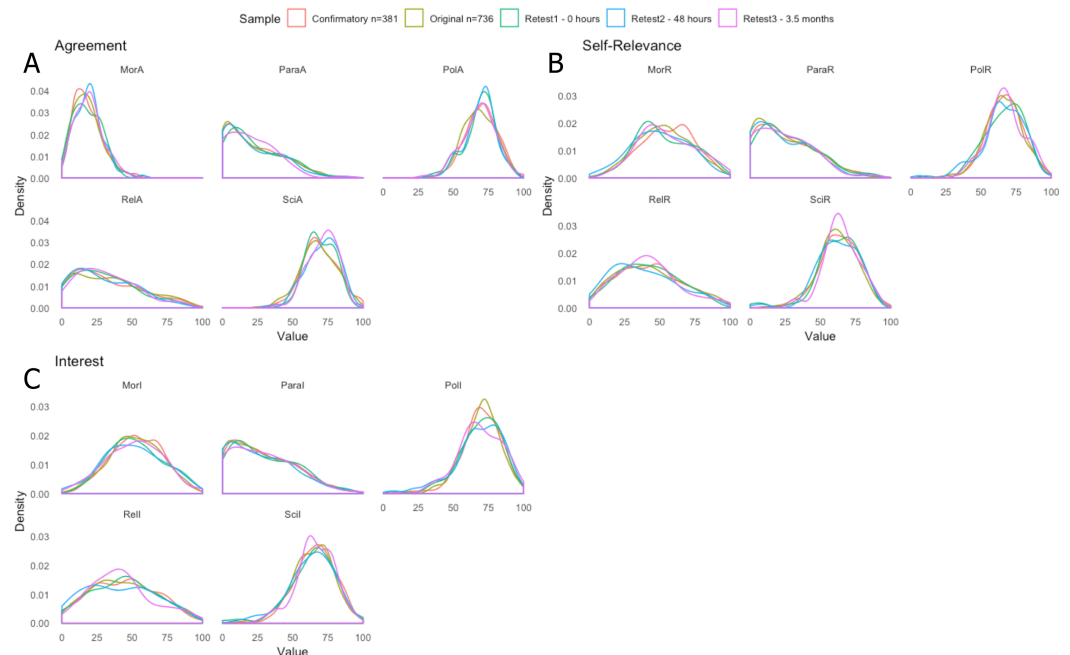 Sample Confirmatory n=381 Original n=736 Retest1 - 0 hours Retest2 - 48 hours Retest3 - 3.5 months
A Agreement
MorA ParaA PolA
0.04
0.03
0.02
0.01
0.00
0 25 50 75 100
RelA SciA
0.04
0.03
0.02
0.01
0.00
0 25 50 75 100 0 25 50 75 100
Density
Value
B Self-Relevance
MorR ParaR PolR
0.03
0.02
0.01
0.00
0 25 50 75 100
RelR SciR
0.03
0.02
0.01
0.00
0 25 50 75 100 0 25 50 75 100
Density
Value
C Interest
MorI ParaI PolI
0.03
0.02
0.01
0.00
0 25 50 75 100
RelI SciI
0.03
0.02
0.01
0.00
0 25 50 75 100 0 25 50 75 100
Density
Value